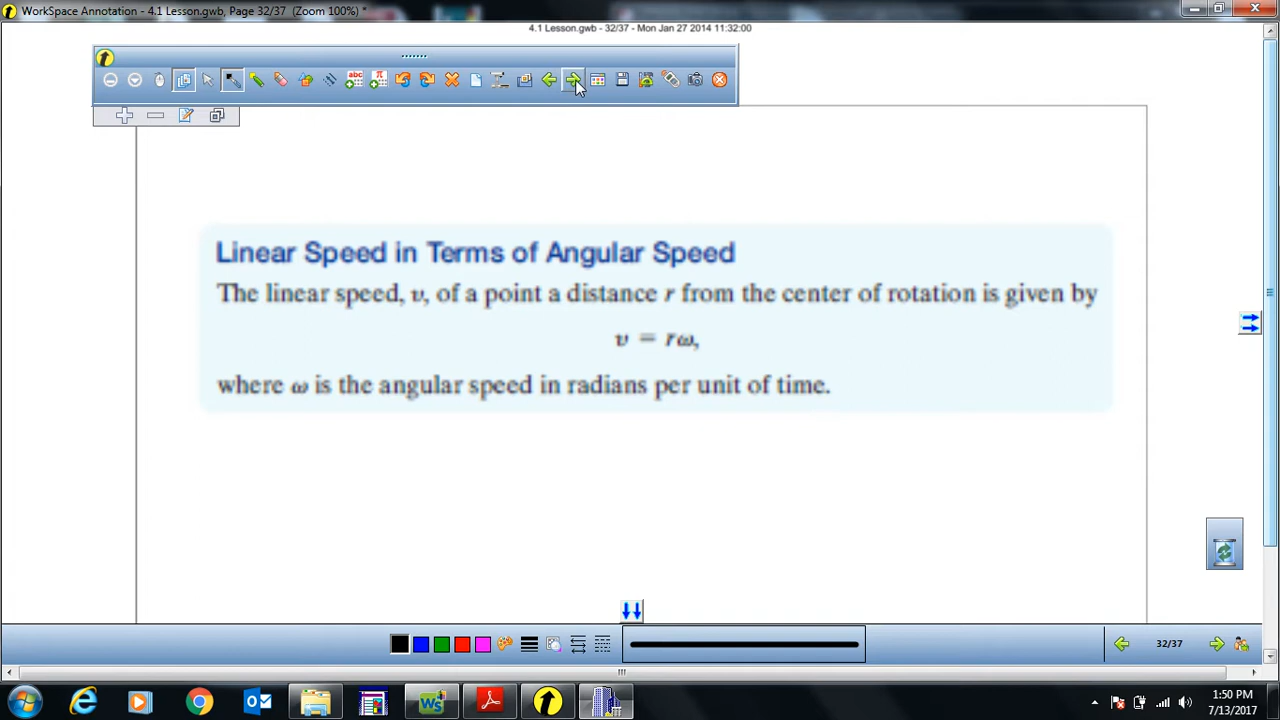 WorkSpace Annotation - 4.1 Lesson.gwb, Page 32/37 (Zoom 100%) *
4.1 Lesson.gwb - 32/37 - Mon Jan 27 2014 11:32:00
abc
π
Linear Speed in Terms of Angular Speed
The linear speed, υ, of a point a distance r from the center of rotation is given by
υ = rω,
where ω is the angular speed in radians per unit of time.
32/37
WS
1:50 PM
7/13/2017